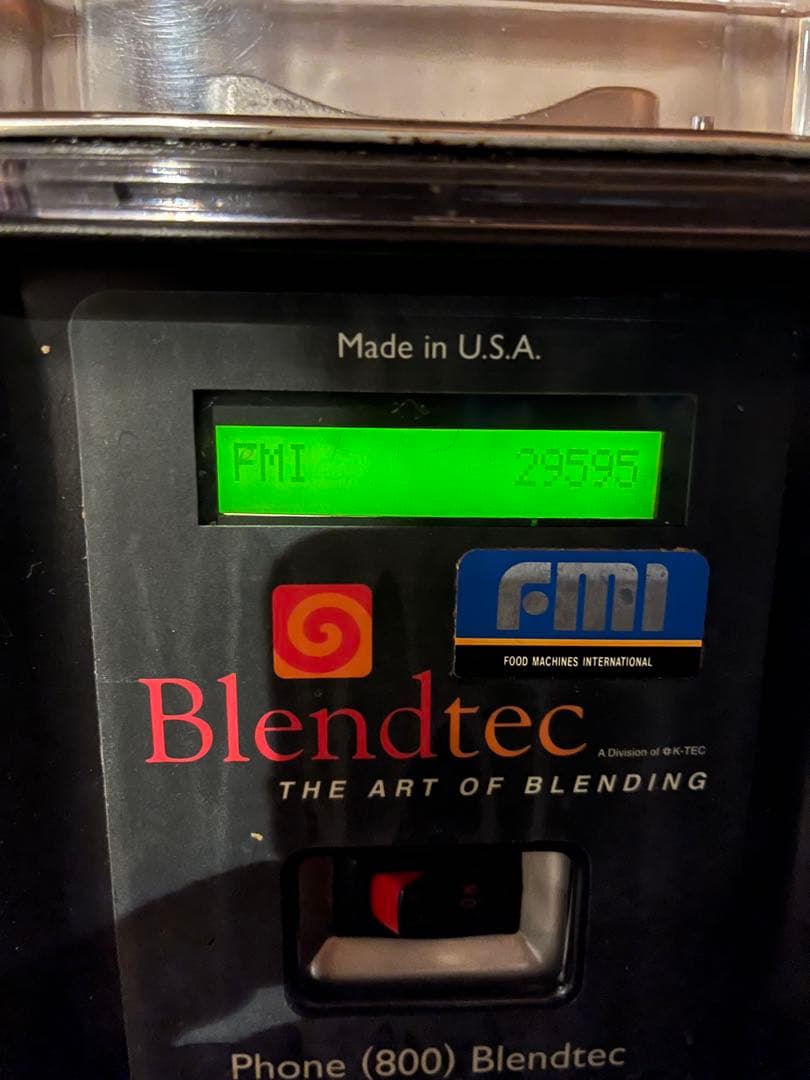 Made in U.S.A.
FMI 29595
FMI
FOOD MACHINES INTERNATIONAL
Blendtec A Division of K-TEC
THE ART OF BLENDING
Phone (800) Blendtec